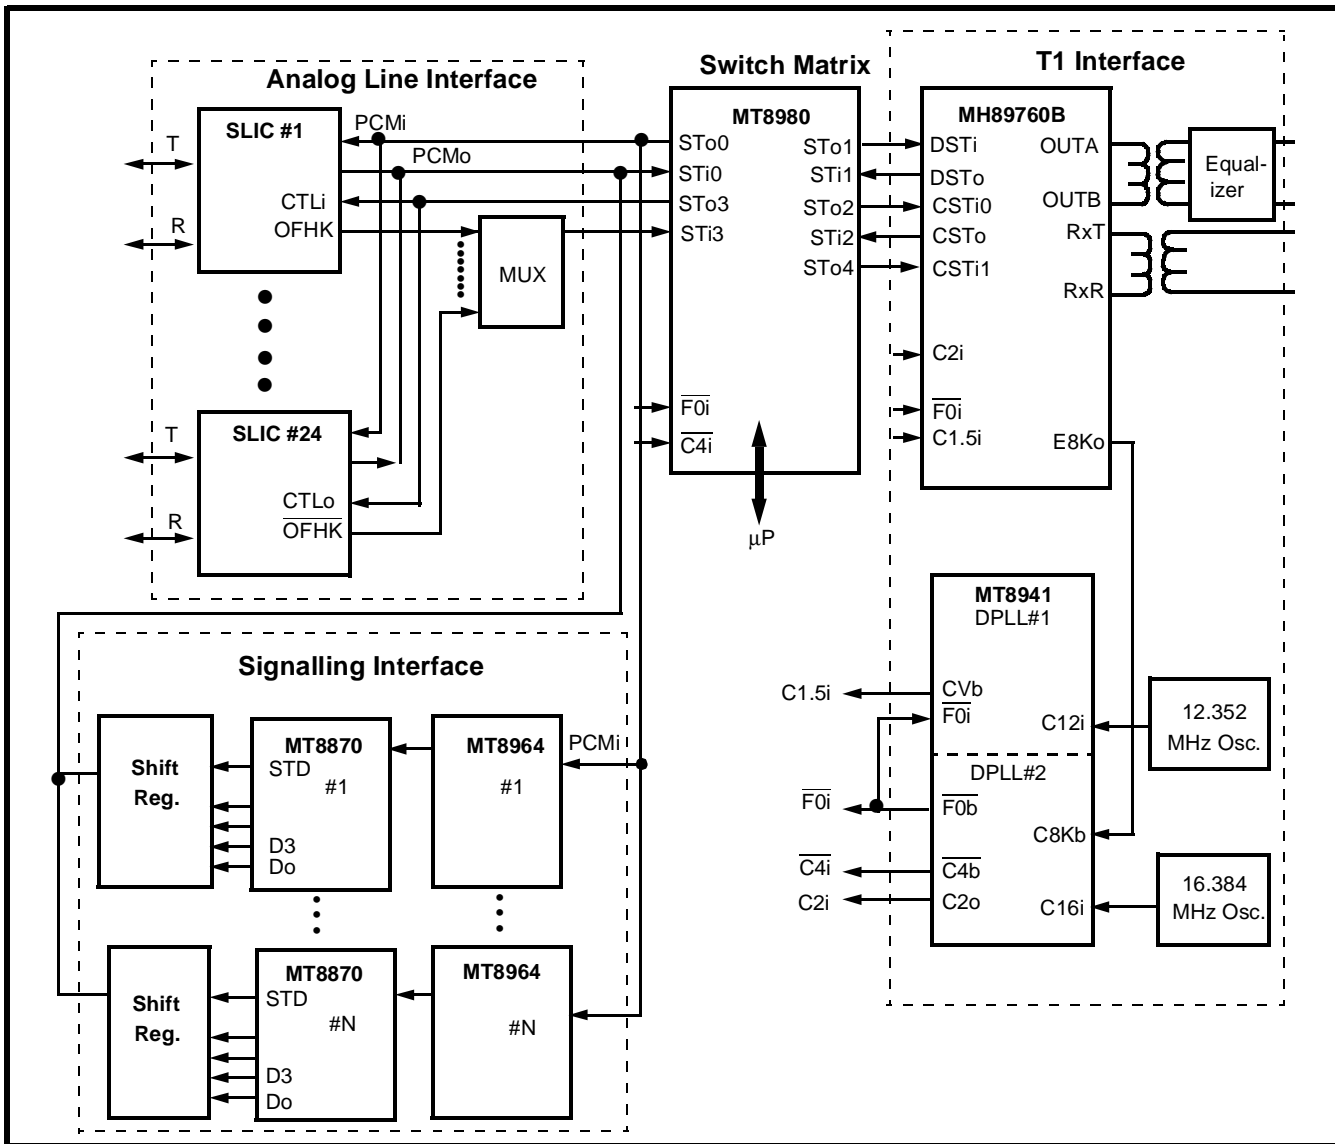 Analog Line Interface
SLIC #1
PCMi
PCMo
T
R
CTLi
OFHK
MUX
SLIC #24
T
R
CTLo
OFHK
Switch Matrix
MT8980
STo0
STi0
STo3
STi3
STo1
STi1
STo2
STi2
STo4
F0i
C4i
μP
T1 Interface
MH89760B
DSTi
DSTo
CSTi0
CSTo
CSTi1
C2i
F0i
C1.5i
OUTA
OUTB
RxT
RxR
E8Ko
Equal-
izer
MT8941
DPLL#1
CVb
F0i
C12i
DPLL#2
F0b
C8Kb
C4b
C2o
C16i
C1.5i
F0i
C4i
C2i
12.352
MHz Osc.
16.384
MHz Osc.
Signalling Interface
Shift
Reg.
MT8870
STD
#1
D3
Do
MT8964
#1
PCMi
Shift
Reg.
MT8870
STD
#N
D3
Do
MT8964
#N